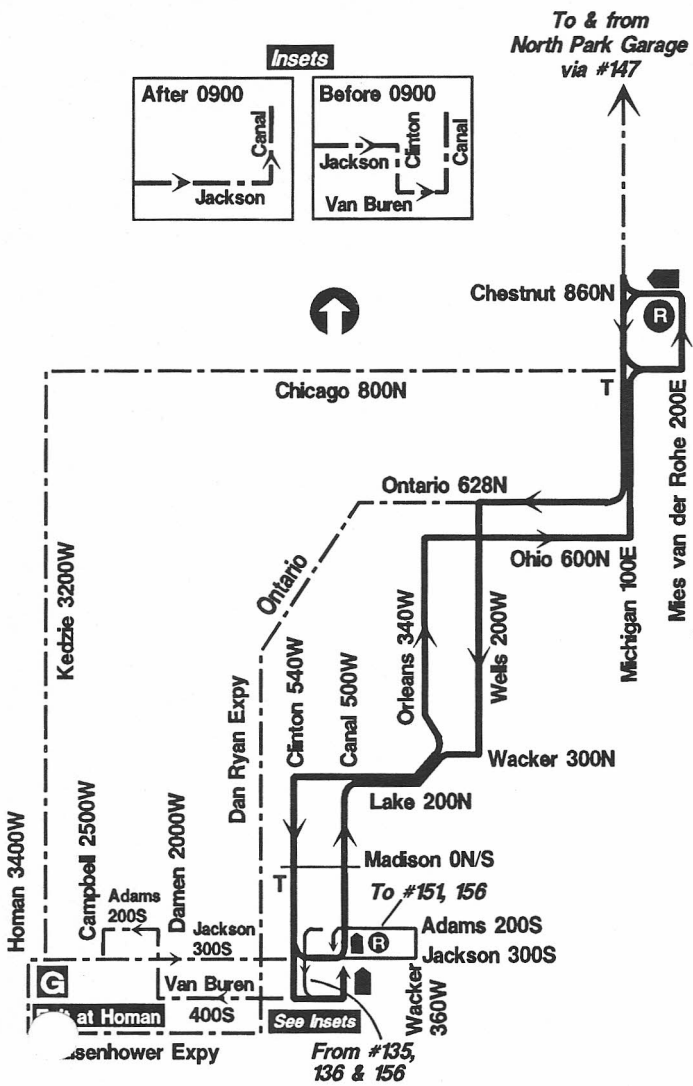 To & from
North Park Garage
via #147
Insets
After 0900
Canal
Jackson
Before 0900
Clinton
Canal
Jackson
Van Buren
Chestnut 860N
R
Chicago 800N
T
Mies van der Rohe 200E
Ontario 628N
Ohio 600N
Michigan 100E
Ontario
Kedzie 3200W
Orleans 340W
Wells 200W
Clinton 540W
Canal 500W
Dan Ryan Expy
Wacker 300N
Lake 200N
Homan 3400W
Campbell 2500W
Damen 2000W
Madison 0N/S
T
To #151, 156
Adams
200S
Adams 200S
R
Jackson
300S
Jackson 300S
G
Van Buren
400S
Wacker
360W
at Homan
See Insets
senhower Expy
From #135,
136 & 156